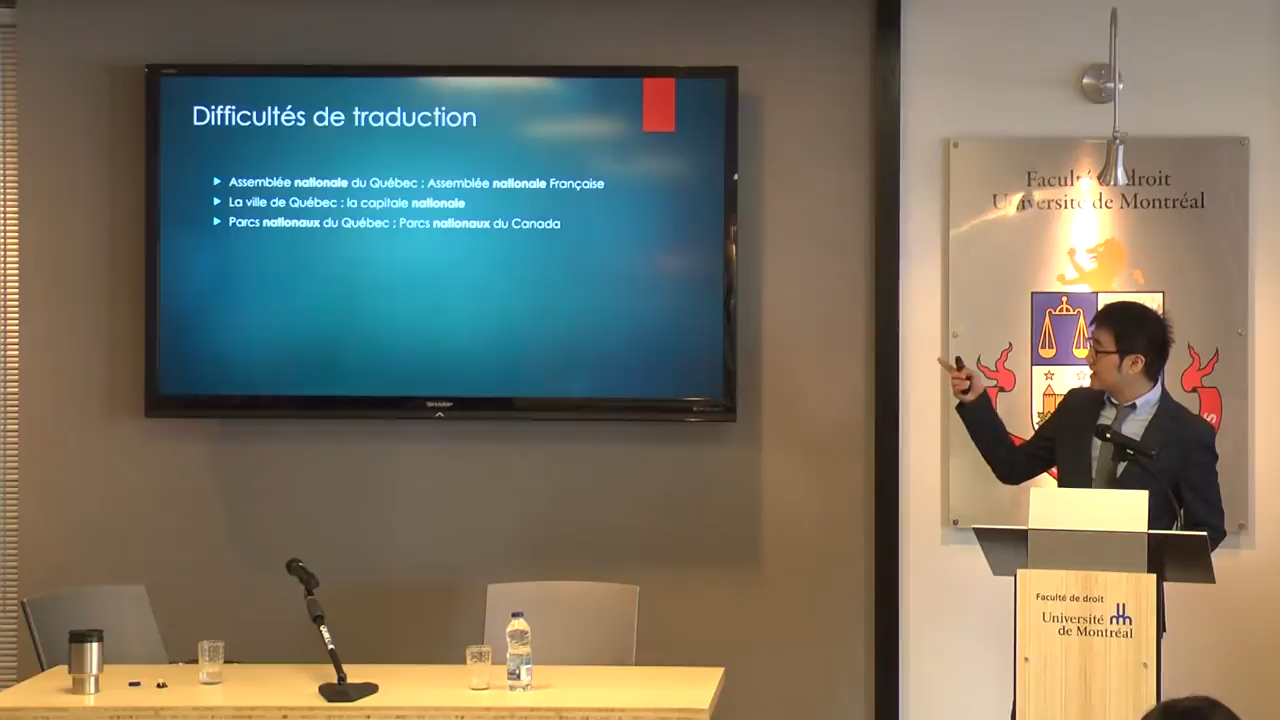 Difficultés de traduction
Assemblée nationale du Québec ; Assemblée nationale Française
La ville de Québec : la capitale nationale
Parcs nationaux du Québec ; Parcs nationaux du Canada
SHARP
Faculté de droit
Université de Montréal
Faculté de droit
Université
de Montréal